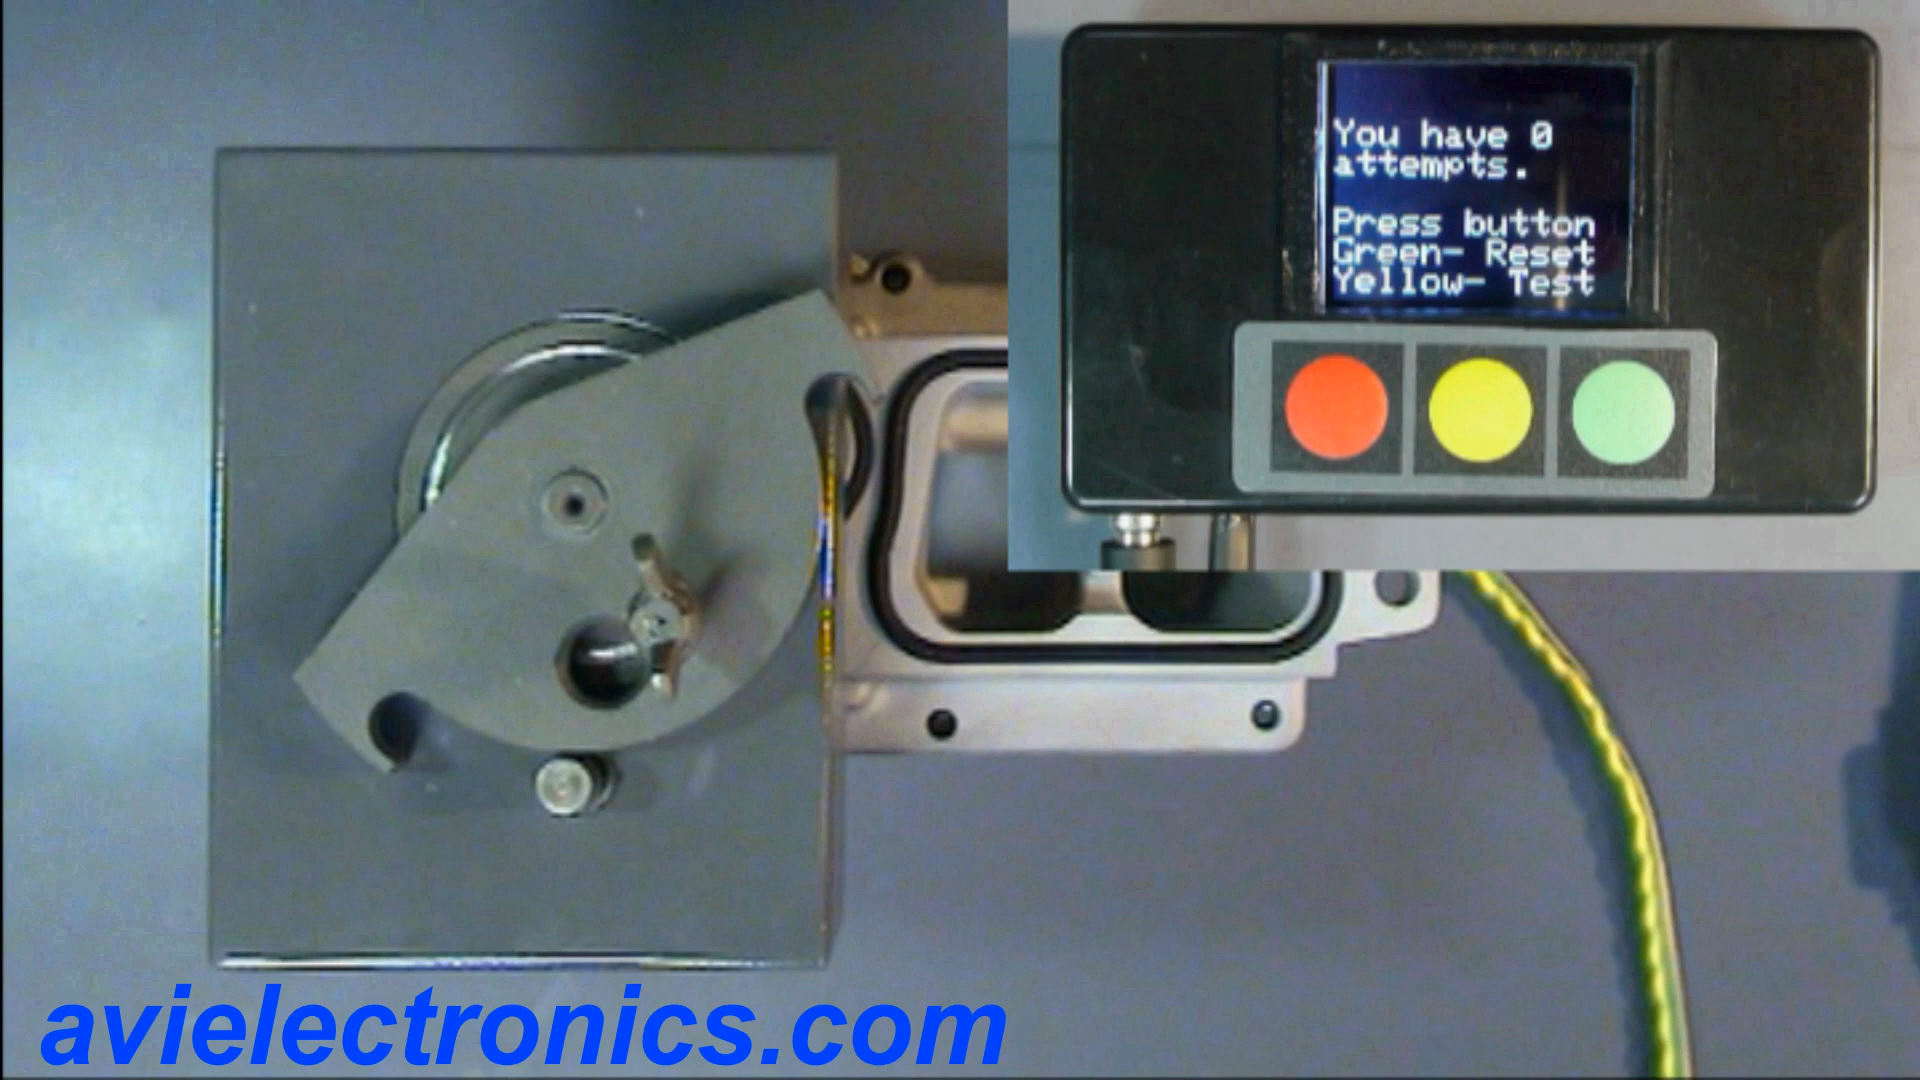 You have 0
attempts.
Press button
Green- Reset
Yellow- Test
avielectronics.com